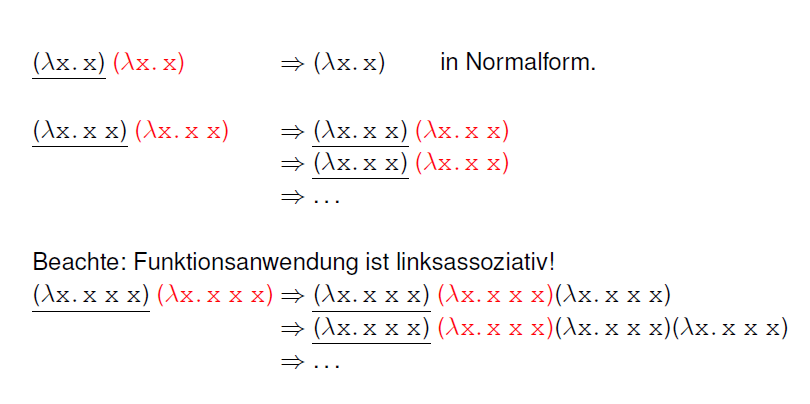 (λx. x) (λx. x) ⇒ (λx. x) in Normalform.
(λx. x x) (λx. x x) ⇒ (λx. x x) (λx. x x)
⇒ (λx. x x) (λx. x x)
⇒ ...
Beachte: Funktionsanwendung ist linksassoziativ!
(λx. x x x) (λx. x x x) ⇒ (λx. x x x) (λx. x x x)(λx. x x x)
⇒ (λx. x x x) (λx. x x x)(λx. x x x)(λx. x x x)
⇒ ...